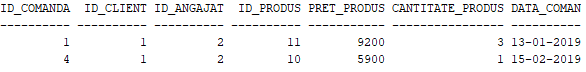 ID_COMANDA ID_CLIENT ID_ANGAJAT ID_PRODUS PRET_PRODUS CANTITATE_PRODUS DATA_COMAN
---------- ---------- ---------- ---------- ----------- ---------------- ----------
1 1 2 11 9200 3 13-01-2019
4 1 2 10 5900 1 15-02-2019